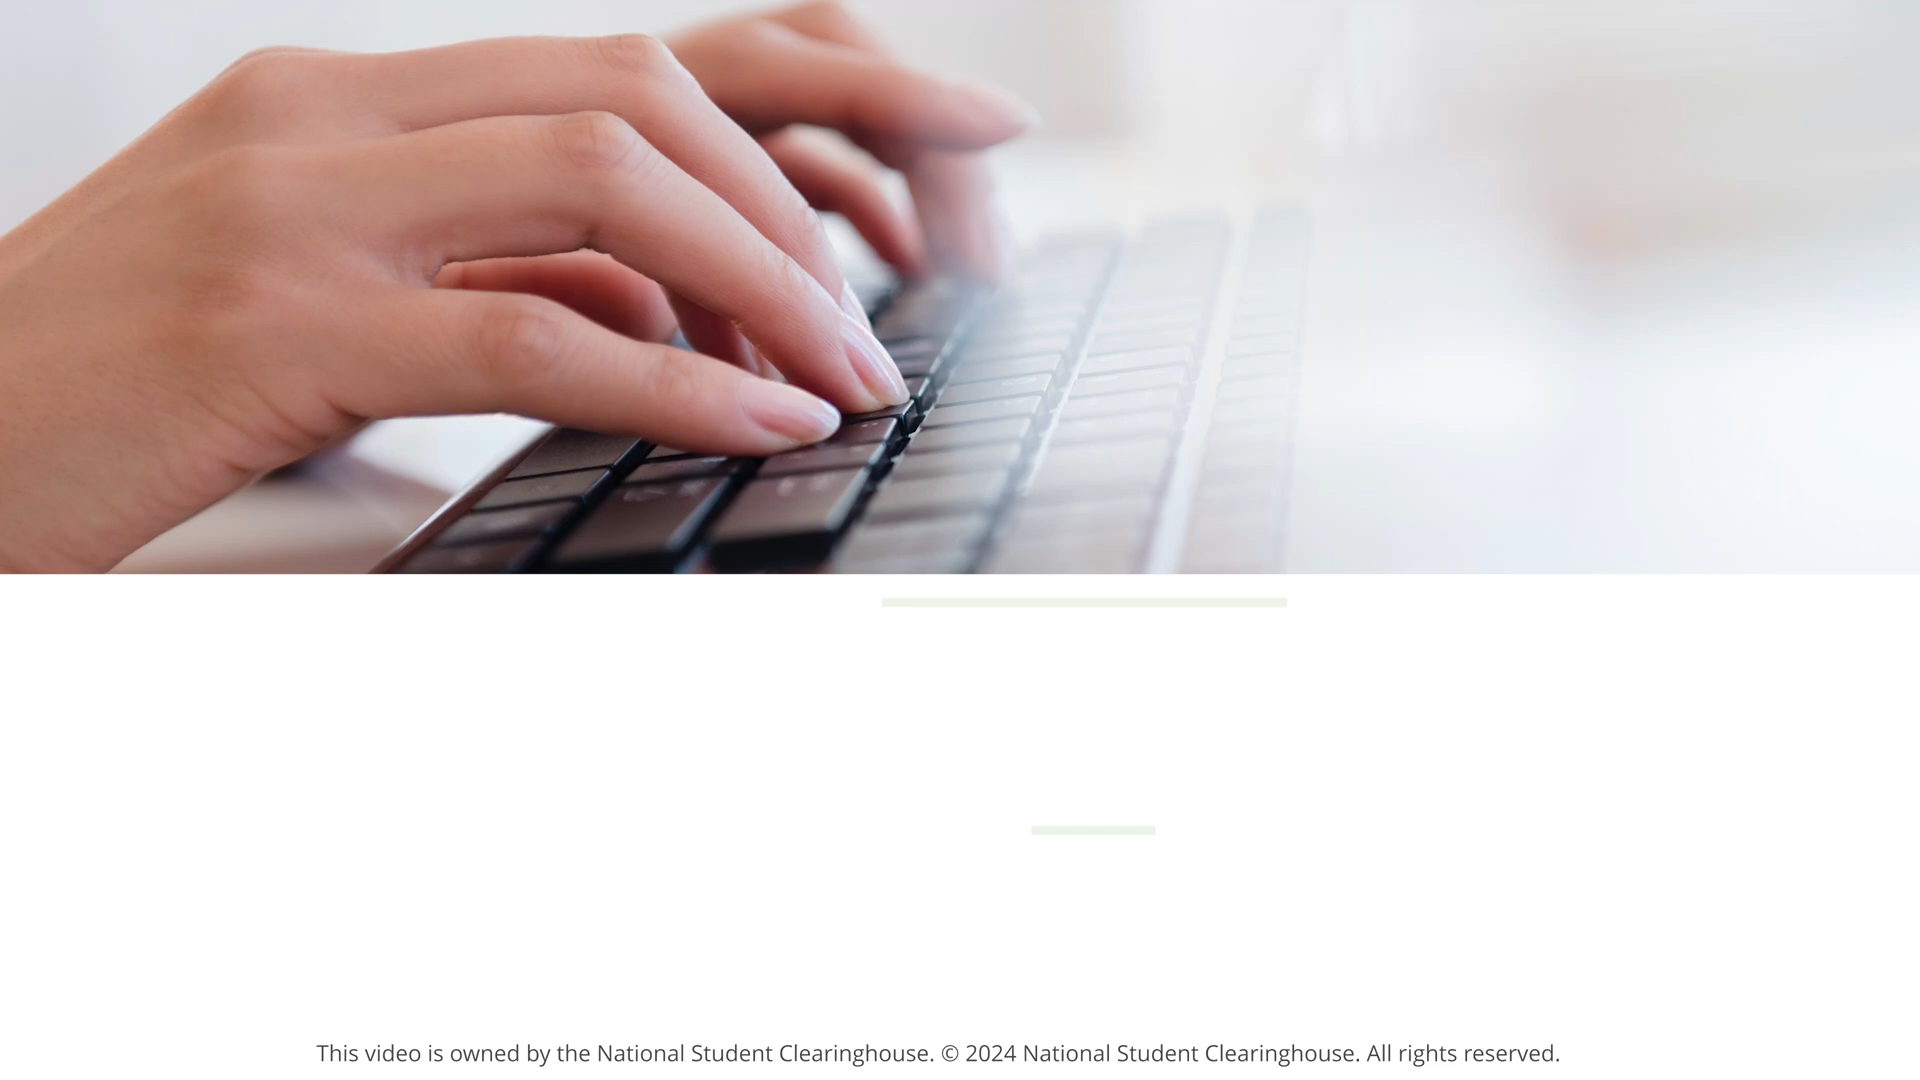 This video is owned by the National Student Clearinghouse. © 2024 National Student Clearinghouse. All rights reserved.